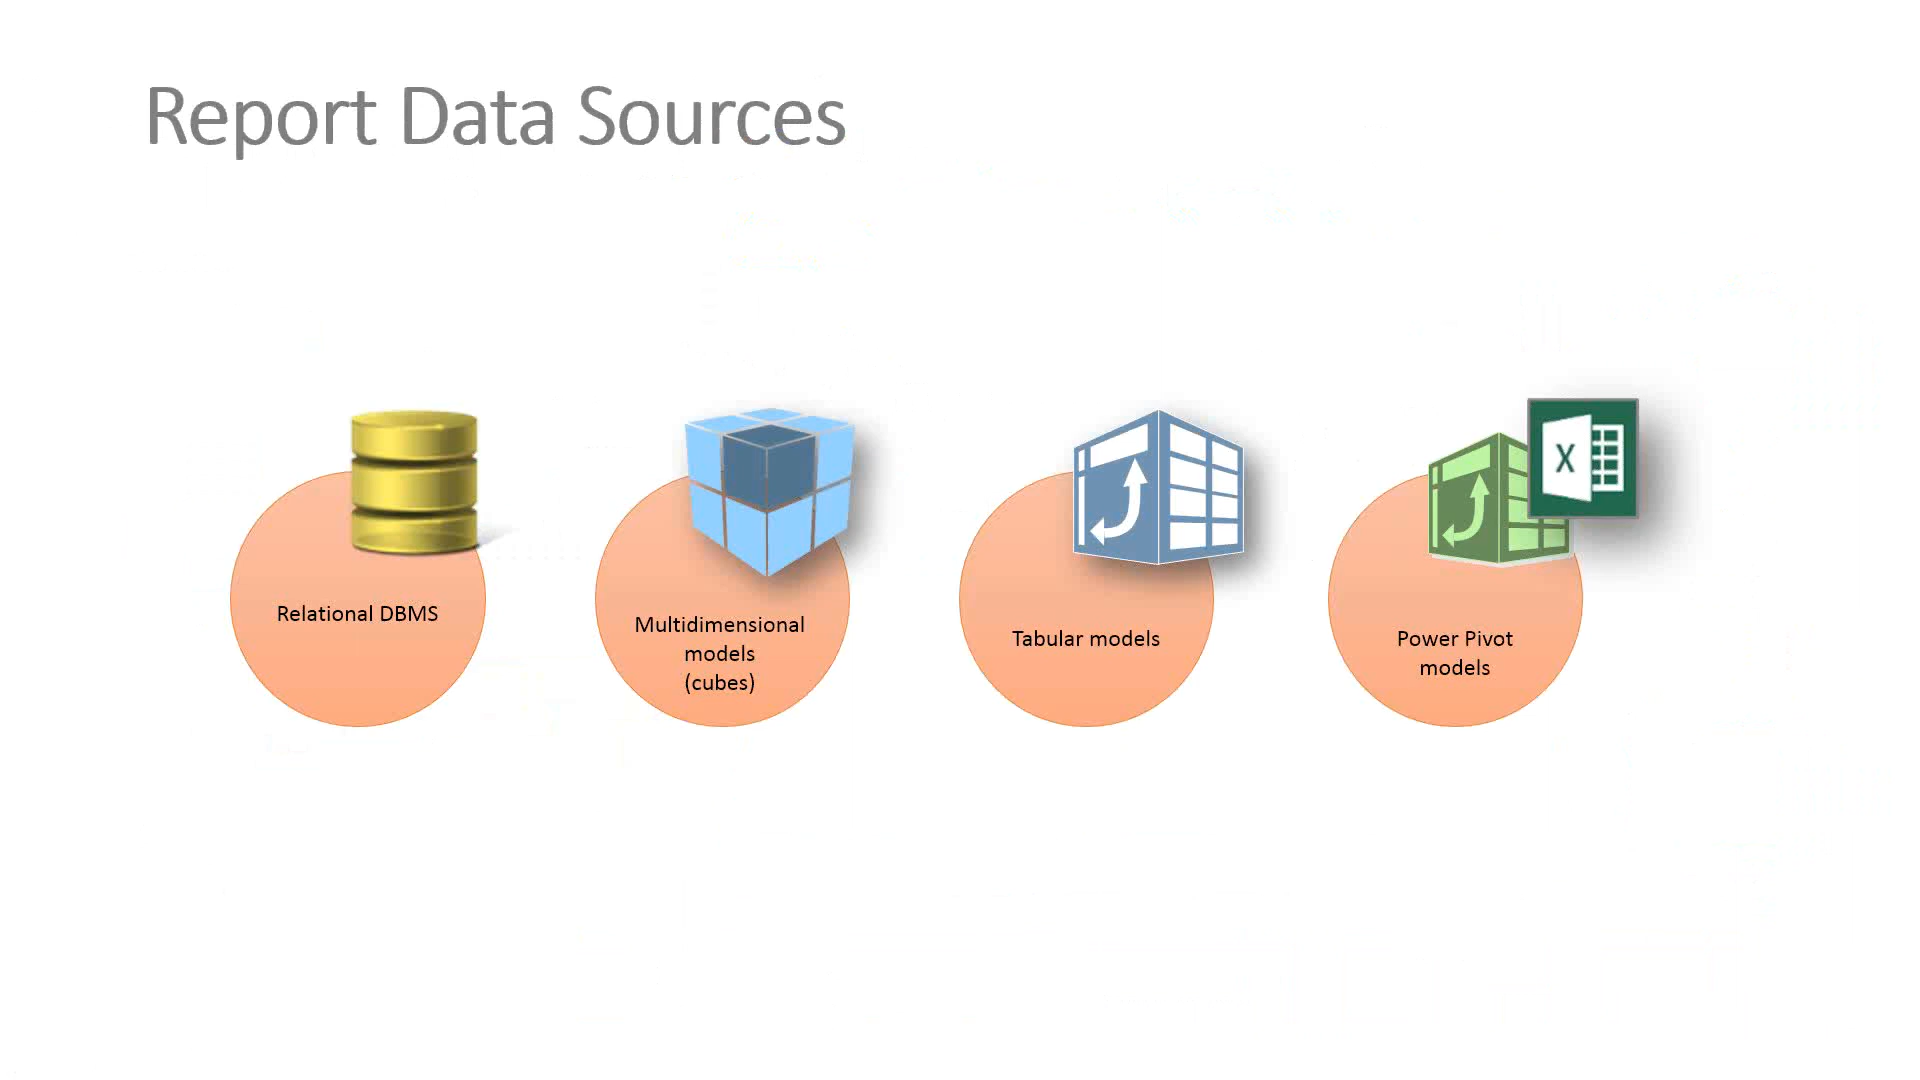 Report Data Sources
X
Relational DBMS
Multidimensional
models
(cubes)
Tabular models
Power Pivot
models